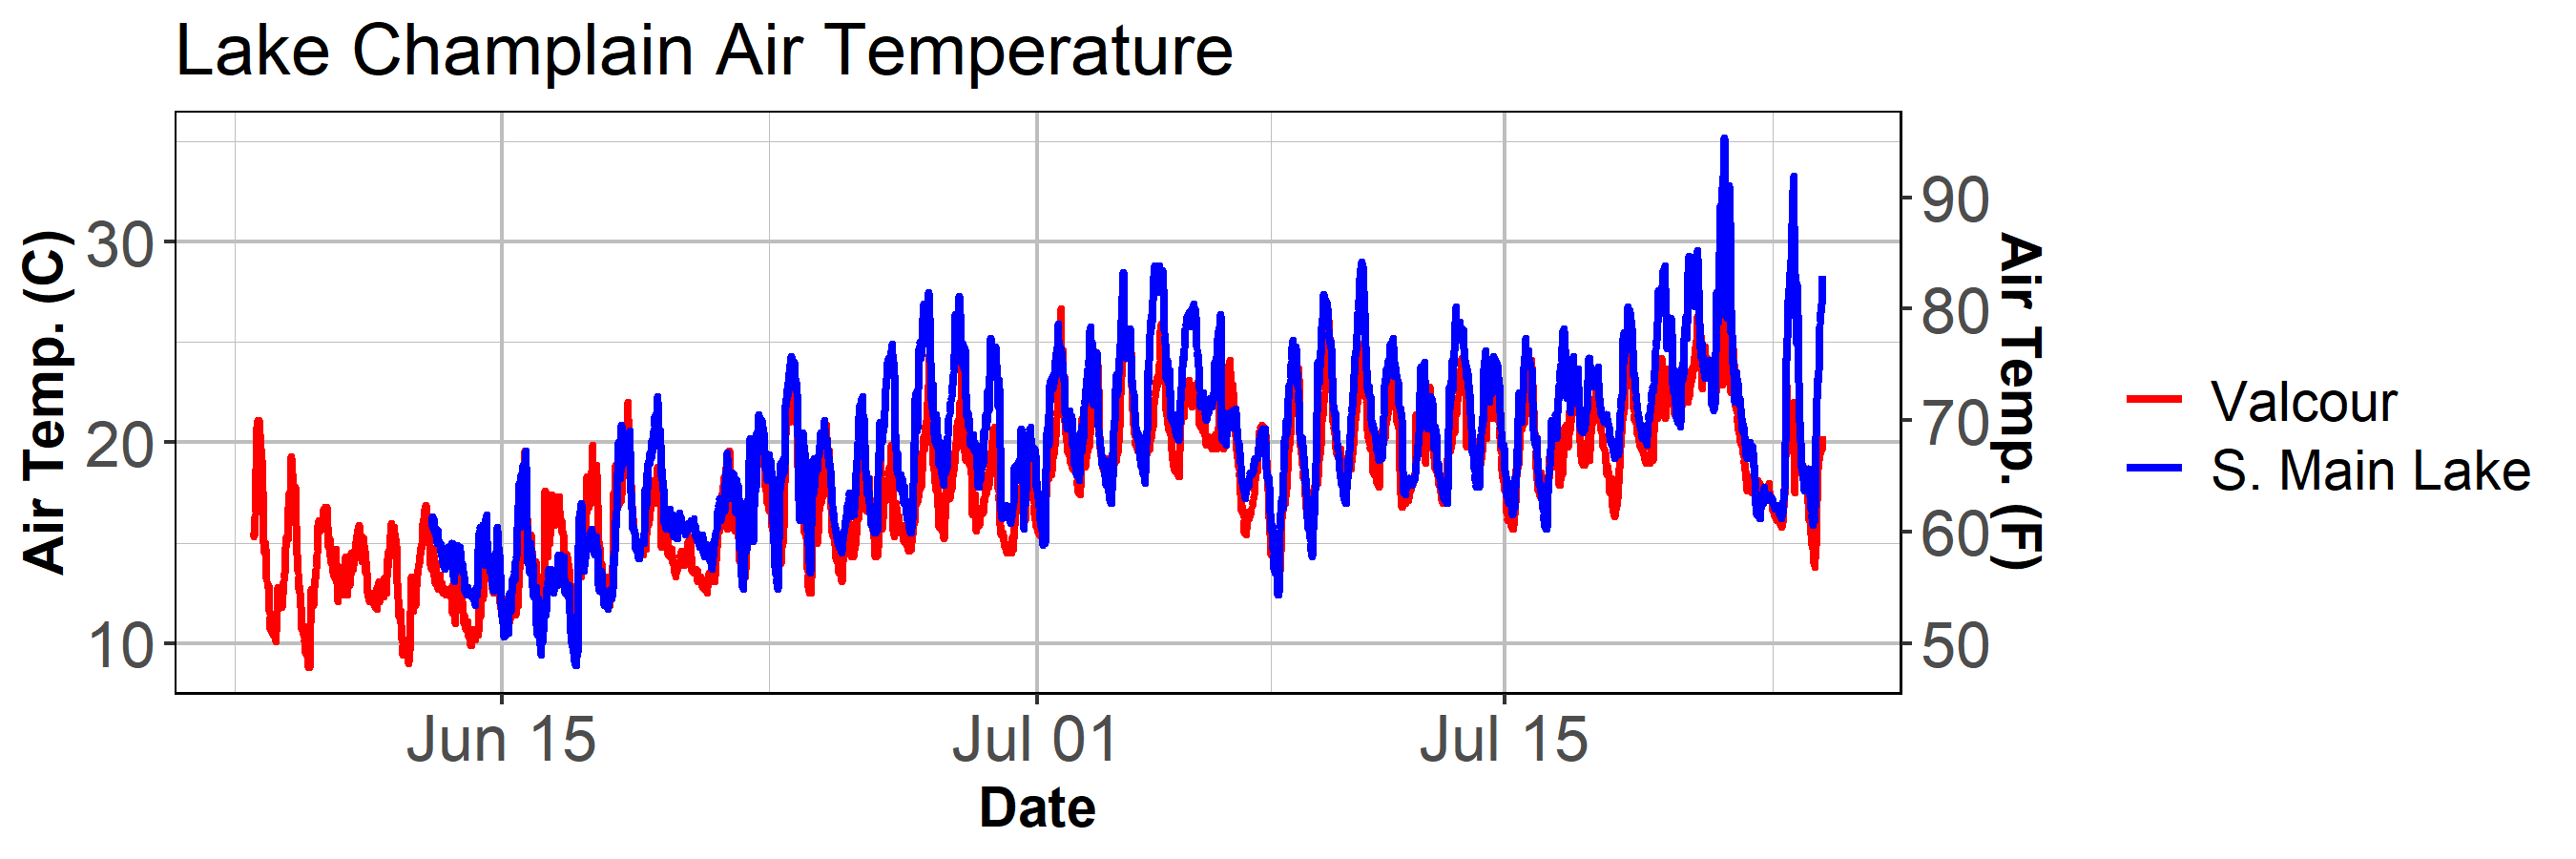 Lake Champlain Air Temperature
Air Temp. (C)
30
20
10
90
80
70
60
50
Air Temp. (F)
Jun 15
Jul 01
Jul 15
Date
Valcour
S. Main Lake